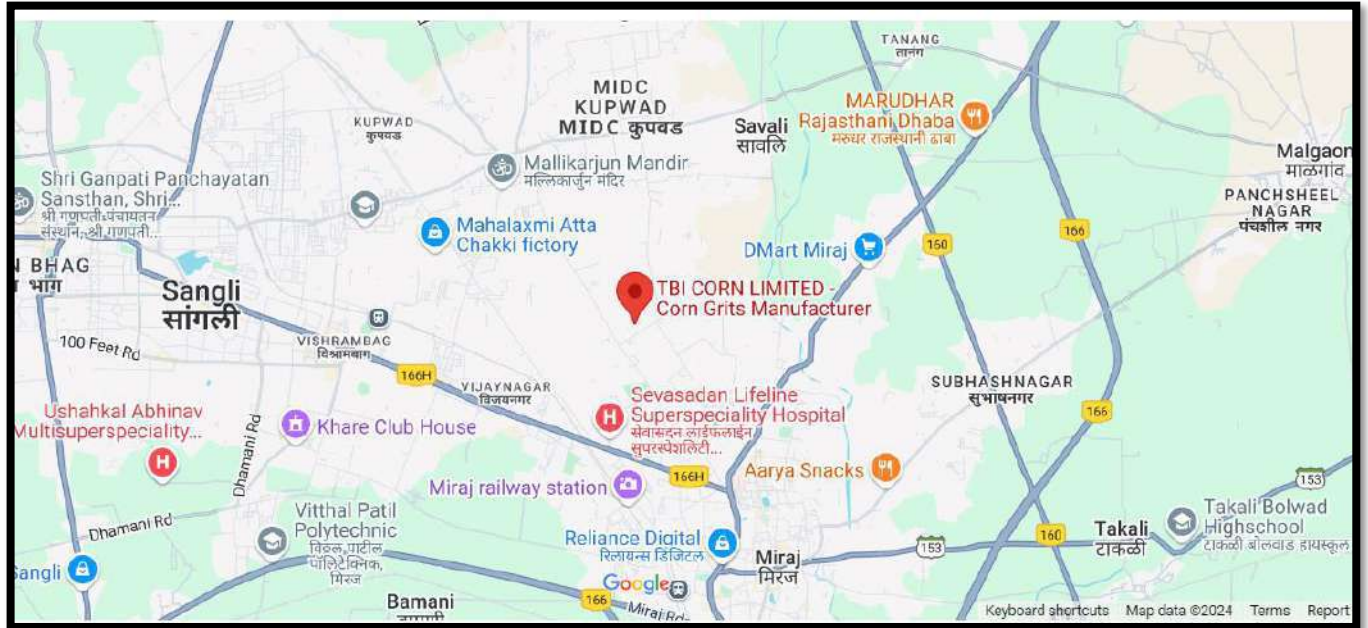 TANANG
तानंग
MIDC
KUPWAD
MIDC कुपवड
KUPWAD
कुपवड
Savali
सावलि
MARUDHAR
Rajasthani Dhaba
मरुधर राजस्थानी ढाबा
Malgaon
माळगांव
PANCHSHEEL
NAGAR
पंचशील नगर
Mallikarjun Mandir
मल्लिकार्जुन मंदिर
Shri Ganpati Panchayatan
Sansthan, Shri...
श्री गणपती पंचायतन
संस्थान, श्री गणपती...
Mahalaxmi Atta
Chakki fictory
DMart Miraj
160
166
N BHAG
भाग
Sangli
सांगली
TBI CORN LIMITED -
Corn Grits Manufacturer
100 Feet Rd
VISHRAMBAG
विश्रामबाग
166H
VIJAYNAGAR
विजयनगर
SUBHASHNAGAR
सुभाषनगर
166
Ushahkal Abhinav
Multisuperspeciality...
Khare Club House
Sevasadan Lifeline
Superspeciality Hospital
सेवासदन लाईफलाईन
सुपरस्पेशलिटी...
Dhamani Rd
166H
Aarya Snacks
Miraj railway station
153
Dhamani Rd
Vitthal Patil
Polytechnic
विठ्ठल पाटील
पॉलिटेक्निक,
मिरज
Reliance Digital
रिलायन्स डिजिटल
Miraj
मिरज
153
160
Takali
टाकळी
Takali Bolwad
Highschool
टाकळी बोलवाड हायस्कूल
Sangli
Google
166
Miraj Rd
Bamani
Keyboard shortcuts Map data ©2024 Terms Report